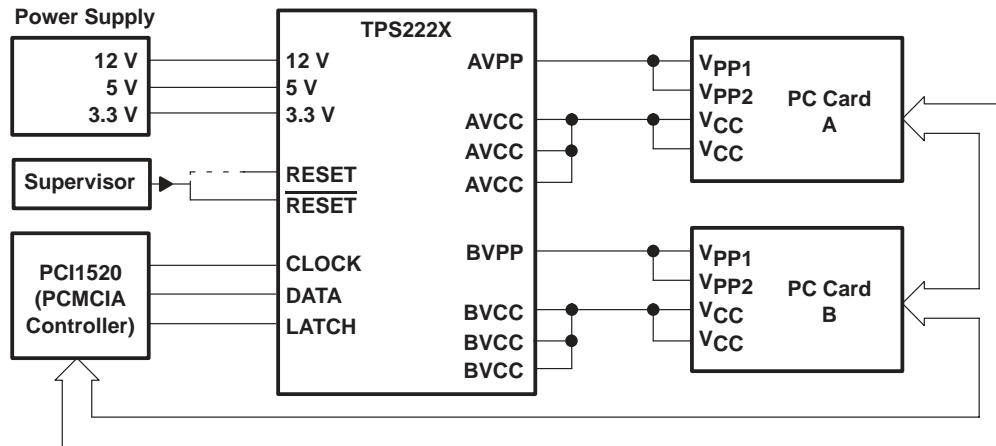 Power Supply
12 V
5 V
3.3 V
Supervisor
PCI1520
(PCMCIA
Controller)
TPS222X
12 V
5 V
3.3 V
RESET
RESET
CLOCK
DATA
LATCH
AVPP
AVCC
AVCC
AVCC
BVPP
BVCC
BVCC
BVCC
VPP1
VPP2
VCC
VCC
PC Card
A
VPP1
VPP2
VCC
VCC
PC Card
B